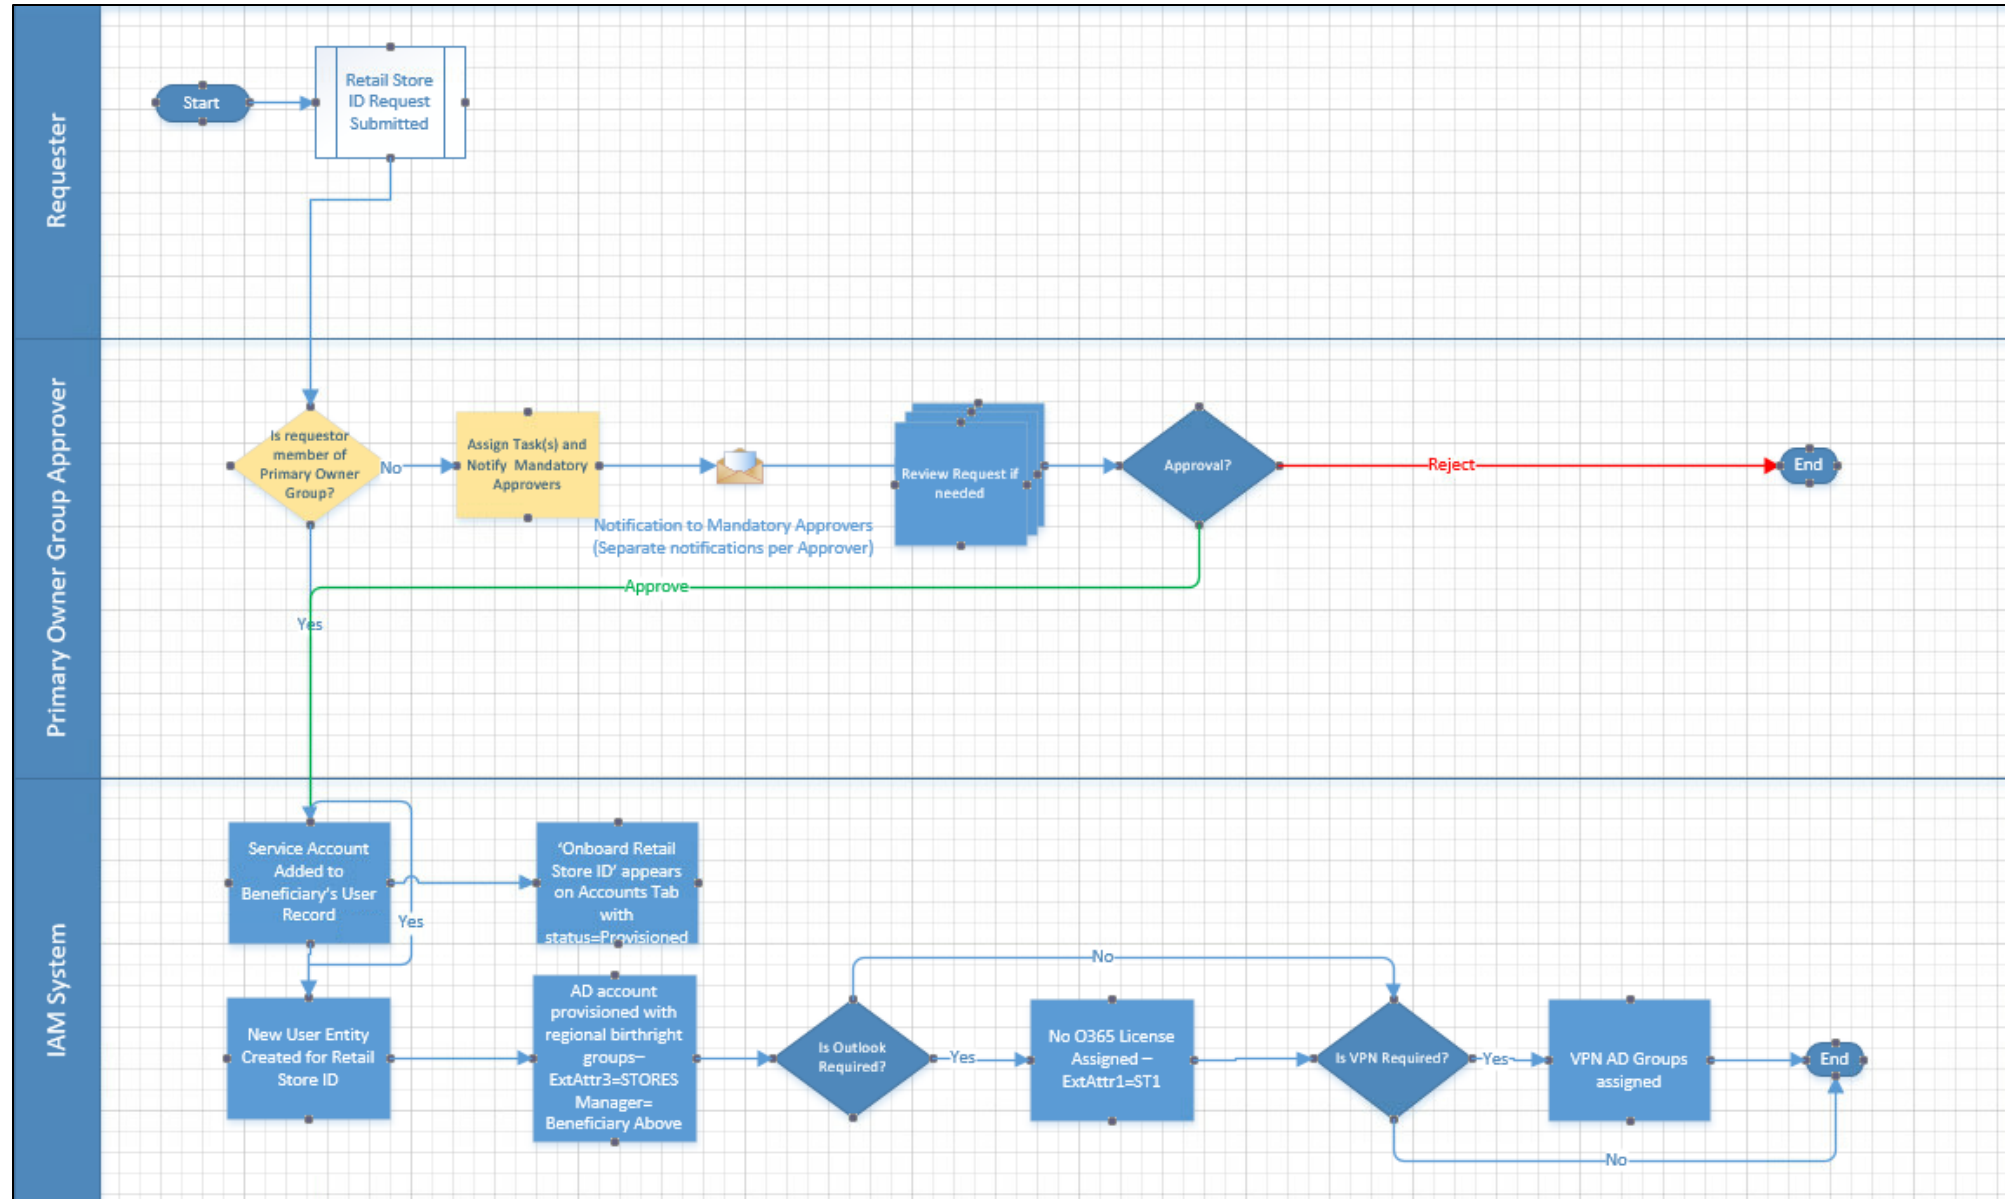 Requester
Start
Retail Store
ID Request
Submitted
Primary Owner Group Approver
Is requestor
member of
Primary Owner
Group?
No
Assign Task(s) and
Notify Mandatory
Approvers
Notification to Mandatory Approvers
(Separate notifications per Approver)
Review Request if
needed
Approval?
Reject
End
Approve
Yes
IAM System
Service Account
Added to
Beneficiary's User
Record
Yes
'Onboard Retail
Store ID' appears
on Accounts Tab
with
status=Provisioned
New User Entity
Created for Retail
Store ID
AD account
provisioned with
regional birthright
groups–
ExtAttr3=STORES
Manager=
Beneficiary Above
Is Outlook
Required?
No
Yes
No O365 License
Assigned –
ExtAttr1=ST1
Is VPN Required?
Yes
VPN AD Groups
assigned
End
No